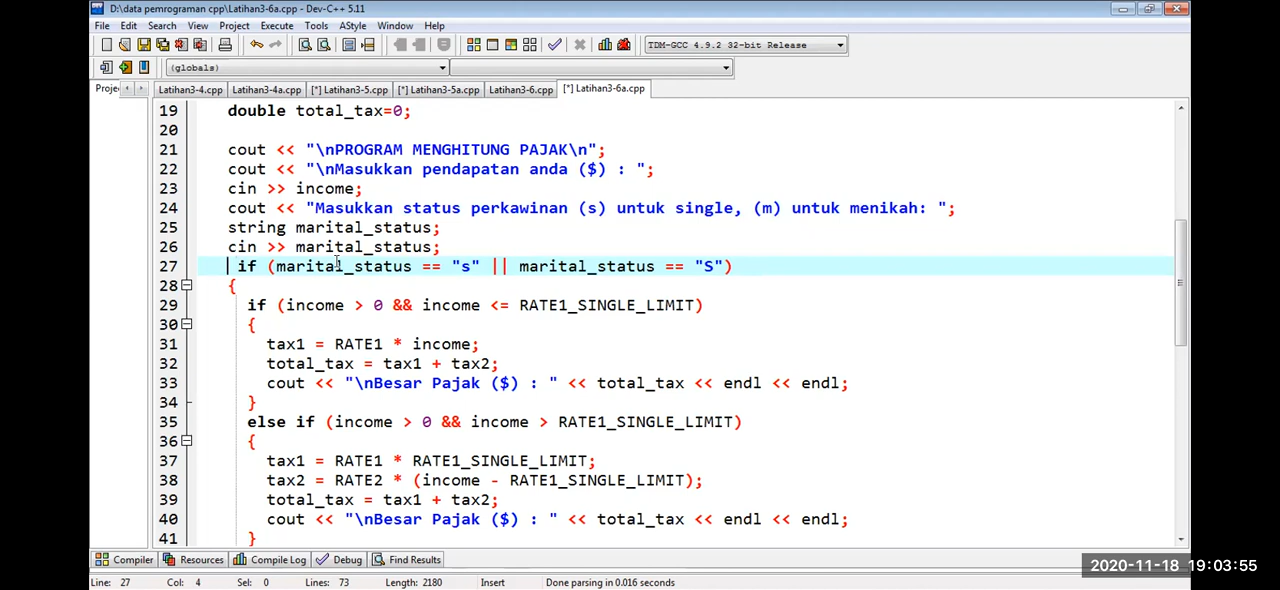 D:\data pemrograman cpp\Latihan3-6a.cpp - Dev-C++ 5.11
File Edit Search View Project Execute Tools AStyle Window Help
TDM-GCC 4.9.2 32-bit Release
(globals)
Proje Latihan3-4.cpp Latihan3-4a.cpp [*] Latihan3-5.cpp [*] Latihan3-5a.cpp Latihan3-6.cpp [*] Latihan3-6a.cpp
19 double total_tax=0;
20
21 cout << "\nPROGRAM MENGHITUNG PAJAK\n";
22 cout << "\nMasukkan pendapatan anda ($) : ";
23 cin >> income;
24 cout << "Masukkan status perkawinan (s) untuk single, (m) untuk menikah: ";
25 string marital_status;
26 cin >> marital_status;
27 if (marital_status == "s" || marital_status == "S")
28 {
29 if (income > 0 && income <= RATE1_SINGLE_LIMIT)
30 {
31 tax1 = RATE1 * income;
32 total_tax = tax1 + tax2;
33 cout << "\nBesar Pajak ($) : " << total_tax << endl << endl;
34 }
35 else if (income > 0 && income > RATE1_SINGLE_LIMIT)
36 {
37 tax1 = RATE1 * RATE1_SINGLE_LIMIT;
38 tax2 = RATE2 * (income - RATE1_SINGLE_LIMIT);
39 total_tax = tax1 + tax2;
40 cout << "\nBesar Pajak ($) : " << total_tax << endl << endl;
41 }
Compiler Resources Compile Log Debug Find Results
2020-11-18 19:03:55
Line: 27 Col: 4 Sel: 0 Lines: 73 Length: 2180 Insert Done parsing in 0.016 seconds